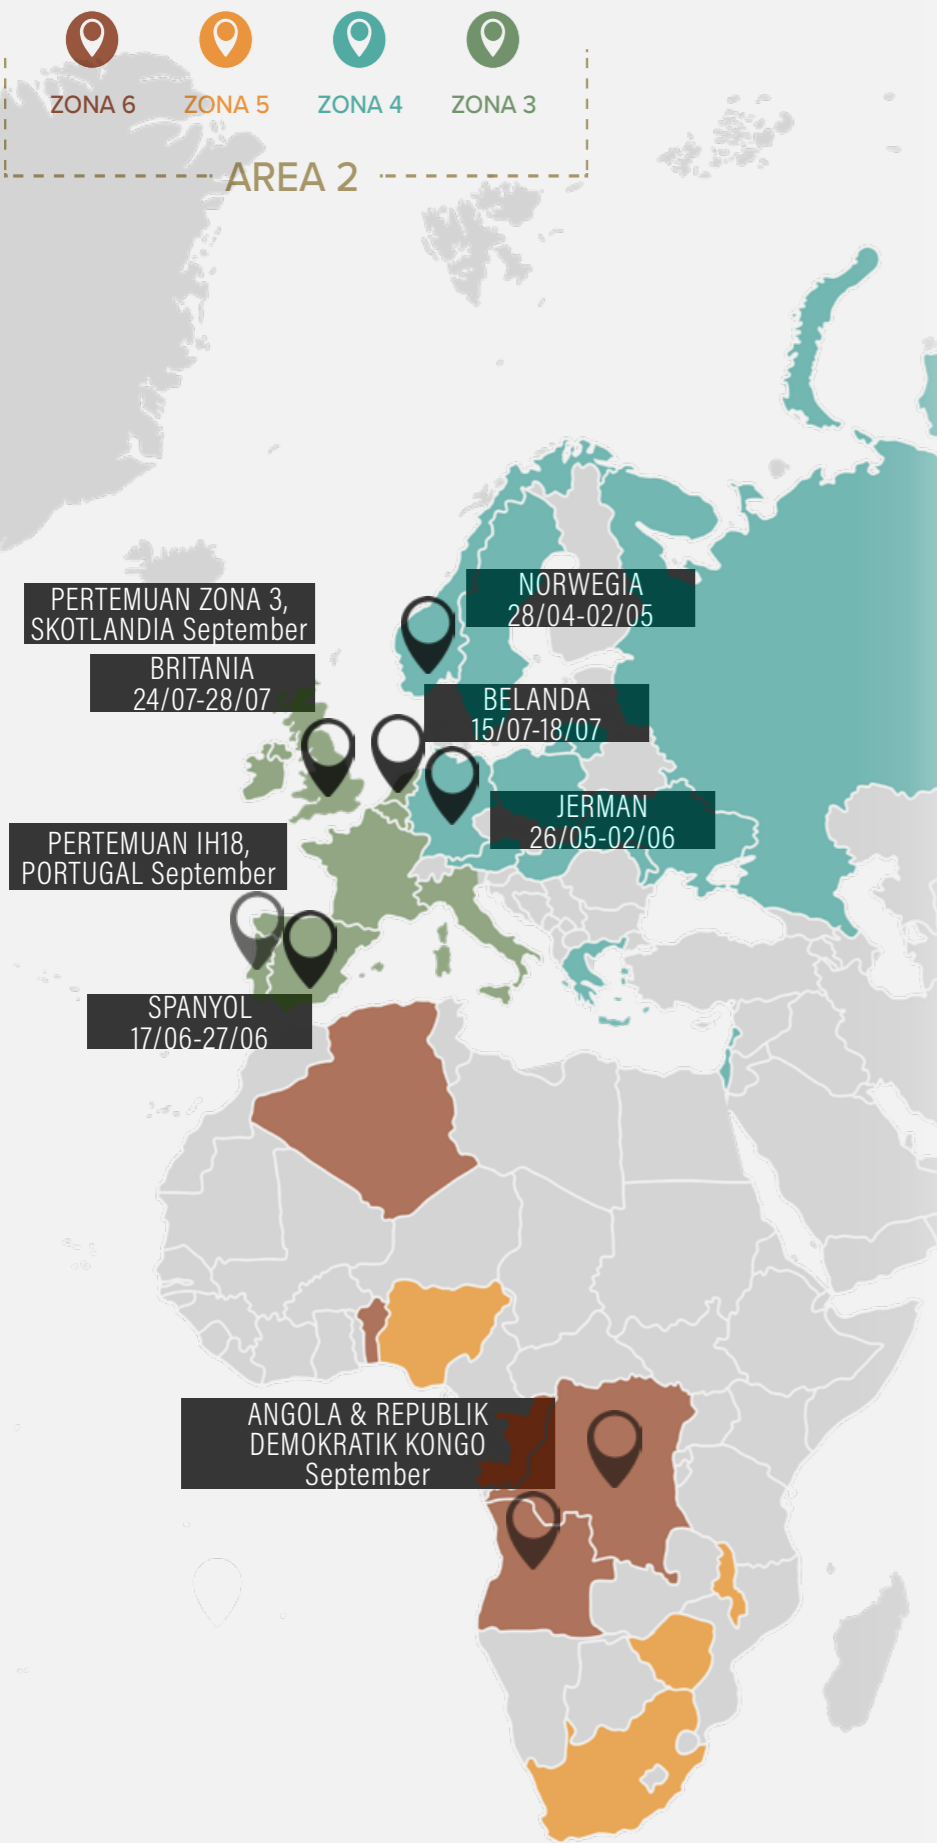 ZONA 6
ZONA 5
ZONA 4
ZONA 3
AREA 2
NORWEGIA
28/04-02/05
PERTEMUAN ZONA 3,
SKOTLANDIA September
BRITANIA
24/07-28/07
BELANDA
15/07-18/07
JERMAN
26/05-02/06
PERTEMUAN IH18,
PORTUGAL September
SPANYOL
17/06-27/06
ANGOLA & REPUBLIK
DEMOKRATIK KONGO
September